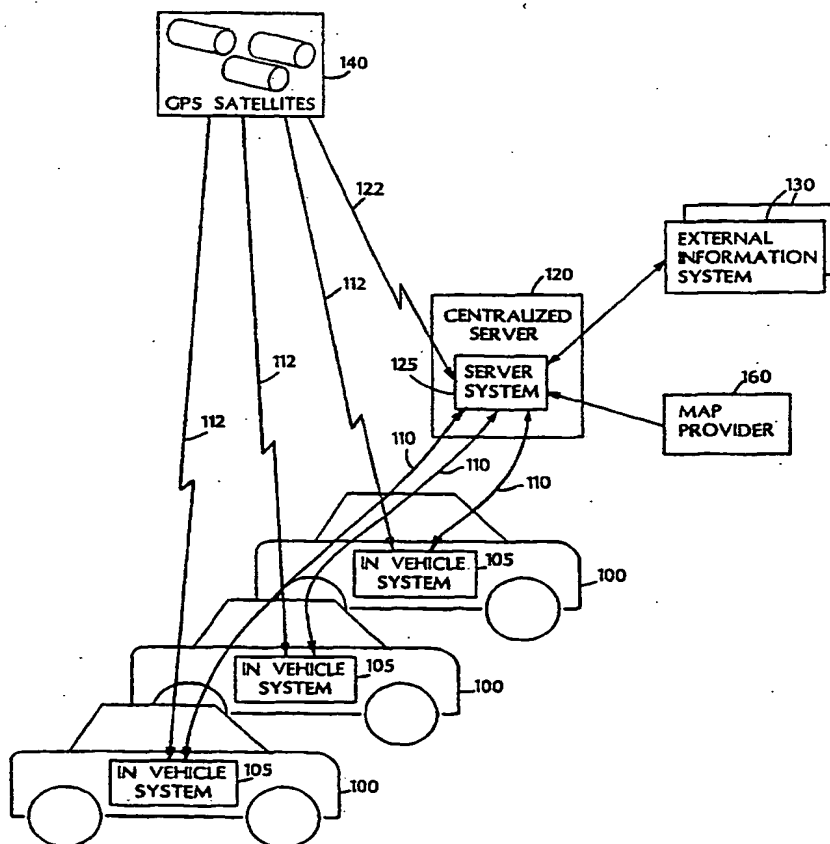 140
GPS SATELLITES
122
130
EXTERNAL
INFORMATION
SYSTEM
112
120
CENTRALIZED
SERVER
125
SERVER
SYSTEM
160
MAP
PROVIDER
112
112
110
110
110
IN VEHICLE
SYSTEM
105
100
IN VEHICLE
SYSTEM
105
100
IN VEHICLE
SYSTEM
105
100